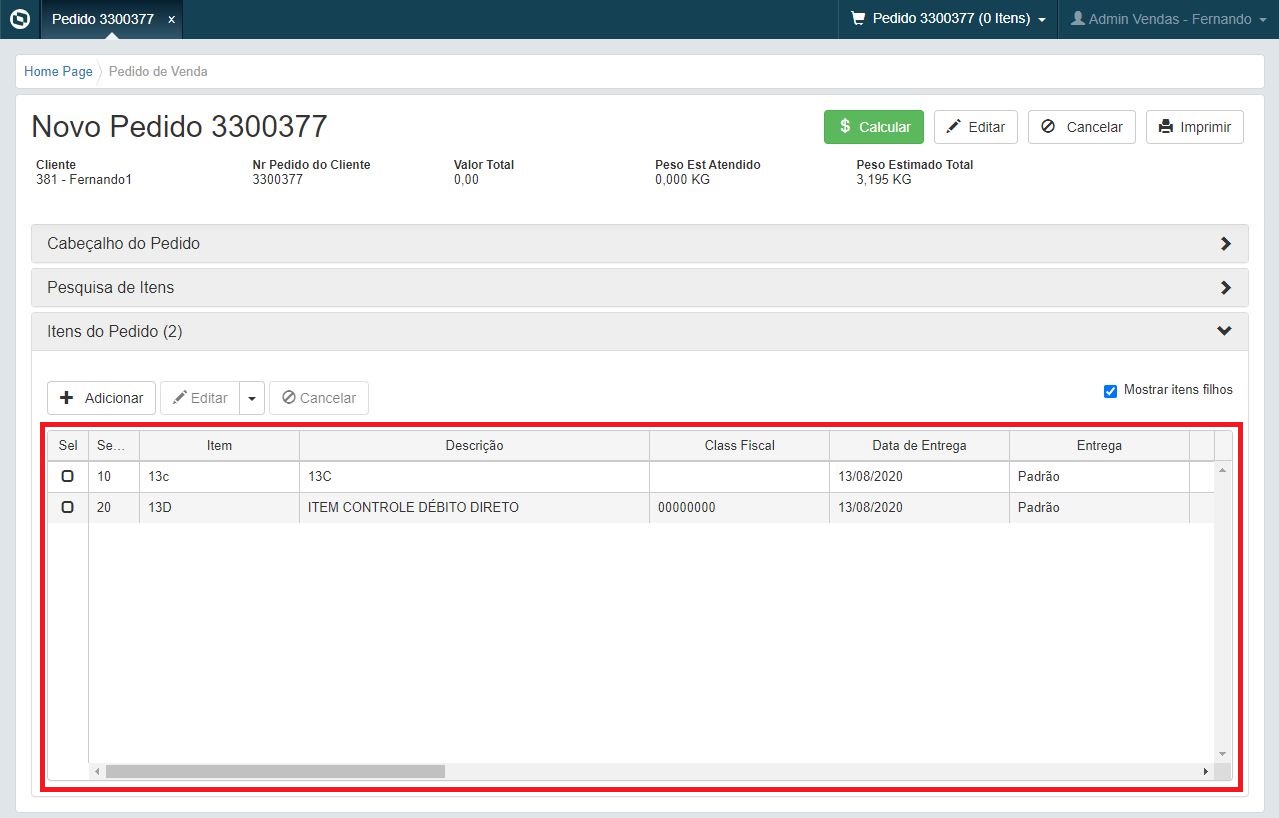 Pedido 3300377 x Pedido 3300377 (0 Itens) Admin Vendas - Fernando
Home Page Pedido de Venda
Novo Pedido 3300377 $ Calcular Editar Cancelar Imprimir
Cliente Nr Pedido do Cliente Valor Total Peso Est Atendido Peso Estimado Total
381 - Fernando1 3300377 0,00 0,000 KG 3,195 KG
Cabeçalho do Pedido
Pesquisa de Itens
Itens do Pedido (2)
Adicionar Editar Cancelar Mostrar itens filhos
Sel Se... Item Descrição Class Fiscal Data de Entrega Entrega
10 13c 13C 13/08/2020 Padrão
20 13D ITEM CONTROLE DÉBITO DIRETO 00000000 13/08/2020 Padrão